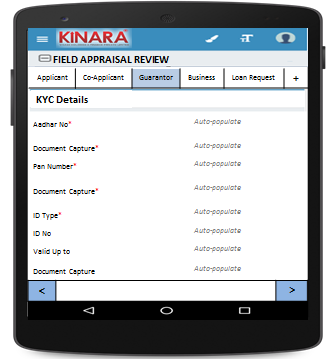 KINARA
FIELD APPRAISAL REVIEW
Applicant Co-Applicant Guarantor Business Loan Request +
KYC Details
Aadhar No* Auto-populate
Document Capture* Auto-populate
Pan Number* Auto-populate
Document Capture* Auto-populate
ID Type* Auto-populate
ID No Auto-populate
Valid Up to Auto-populate
Document Capture Auto-populate
< >